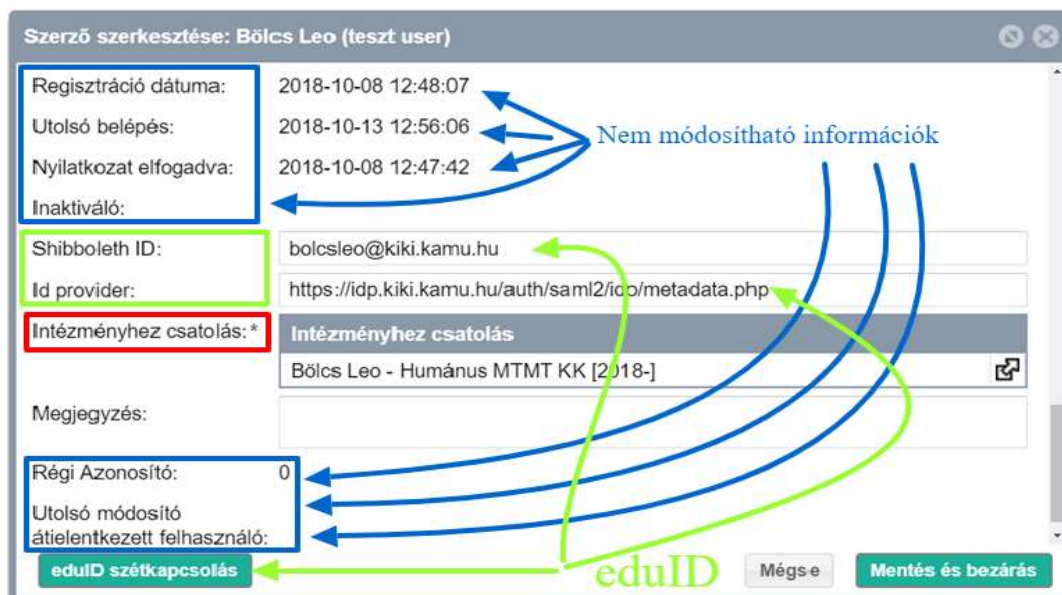 Szerző szerkesztése: Bölcs Leo (teszt user)
Regisztráció dátuma: 2018-10-08 12:48:07
Utolsó belépés: 2018-10-13 12:56:06
Nem módosítható információk
Nyilatkozat elfogadva: 2018-10-08 12:47:42
Inaktiváló:
Shibboleth ID: bolcsleo@kiki.kamu.hu
Id provider: https://idp.kiki.kamu.hu/auth/saml2/idp/metadata.php
Intézményhez csatolás: * Intézményhez csatolás
Bölcs Leo - Humánus MTMT KK [2018-]
Megjegyzés:
Régi Azonosító: 0
Utolsó módosító
átjelentkezett felhasználó:
eduID szétkapcsolás eduID Mégse Mentés és bezárás